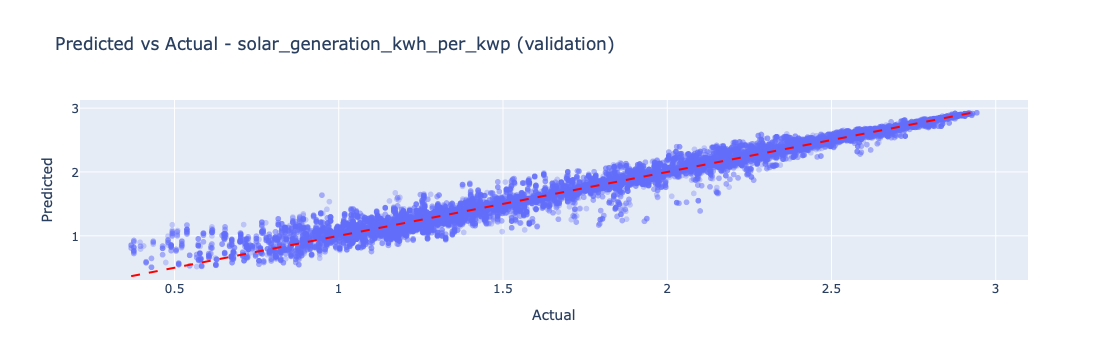 Predicted vs Actual - solar_generation_kwh_per_kwp (validation)
3
2
1
Predicted
0.5 1 1.5 2 2.5 3
Actual